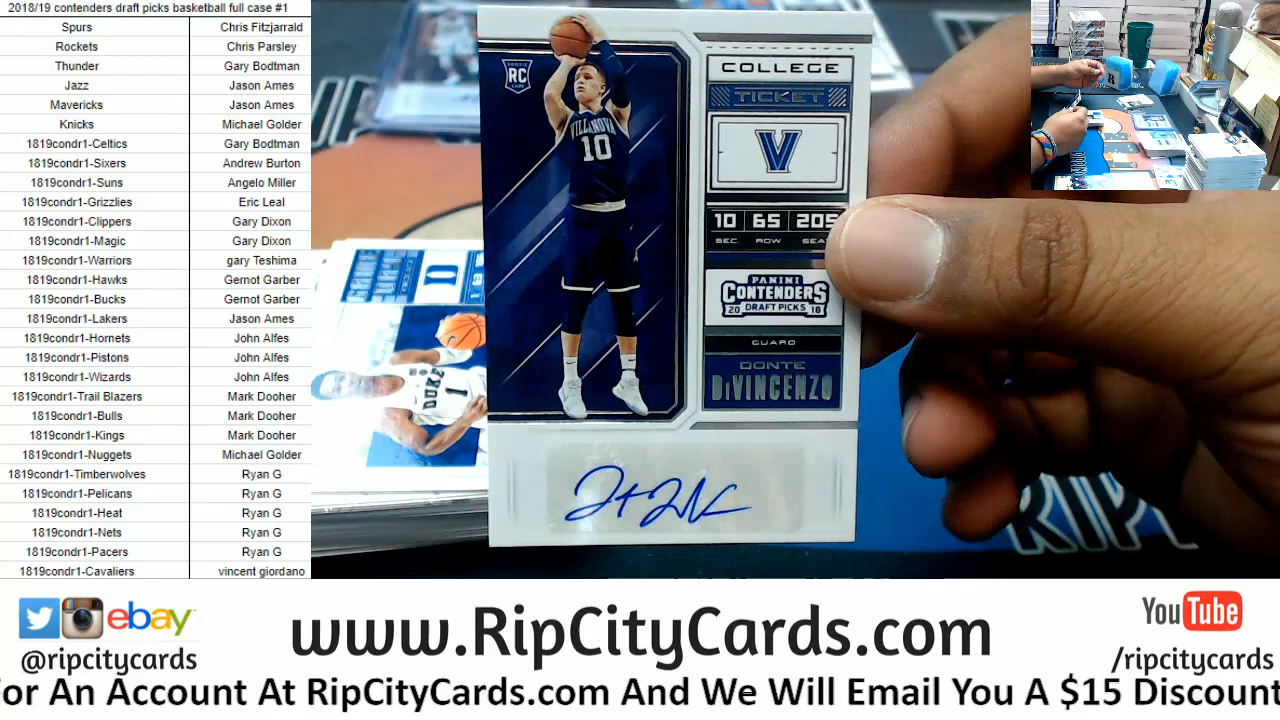 2018/19 contenders draft picks basketball full case #1
Spurs Chris Fitzjarrald
Rockets Chris Parsley
Thunder Gary Bodtman
Jazz Jason Ames
Mavericks Jason Ames
Knicks Michael Golder
1819condr1-Celtics Gary Bodtman
1819condr1-Sixers Andrew Burton
1819condr1-Suns Angelo Miller
1819condr1-Grizzlies Eric Leal
1819condr1-Clippers Gary Dixon
1819condr1-Magic Gary Dixon
1819condr1-Warriors gary Teshima
1819condr1-Hawks Gernot Garber
1819condr1-Bucks Gernot Garber
1819condr1-Lakers Jason Ames
1819condr1-Hornets John Alfes
1819condr1-Pistons John Alfes
1819condr1-Wizards John Alfes
1819condr1-Trail Blazers Mark Dooher
1819condr1-Bulls Mark Dooher
1819condr1-Kings Mark Dooher
1819condr1-Nuggets Michael Golder
1819condr1-Timberwolves Ryan G
1819condr1-Pelicans Ryan G
1819condr1-Heat Ryan G
1819condr1-Nets Ryan G
1819condr1-Pacers Ryan G
1819condr1-Cavaliers vincent giordano
ROOKIE
RC
CARD
VILLANOVA
10
COLLEGE
TICKET
V
10 65 205
SEC. ROW SEA
PANINI
CONTENDERS
20 DRAFT PICKS 18
GUARD
DONTE
DiVINCENZO
DUKE
1
D
RIP
ebay
@ripcitycards
www.RipCityCards.com
YouTube
/ripcitycards
For An Account At RipCityCards.com And We Will Email You A $15 Discount